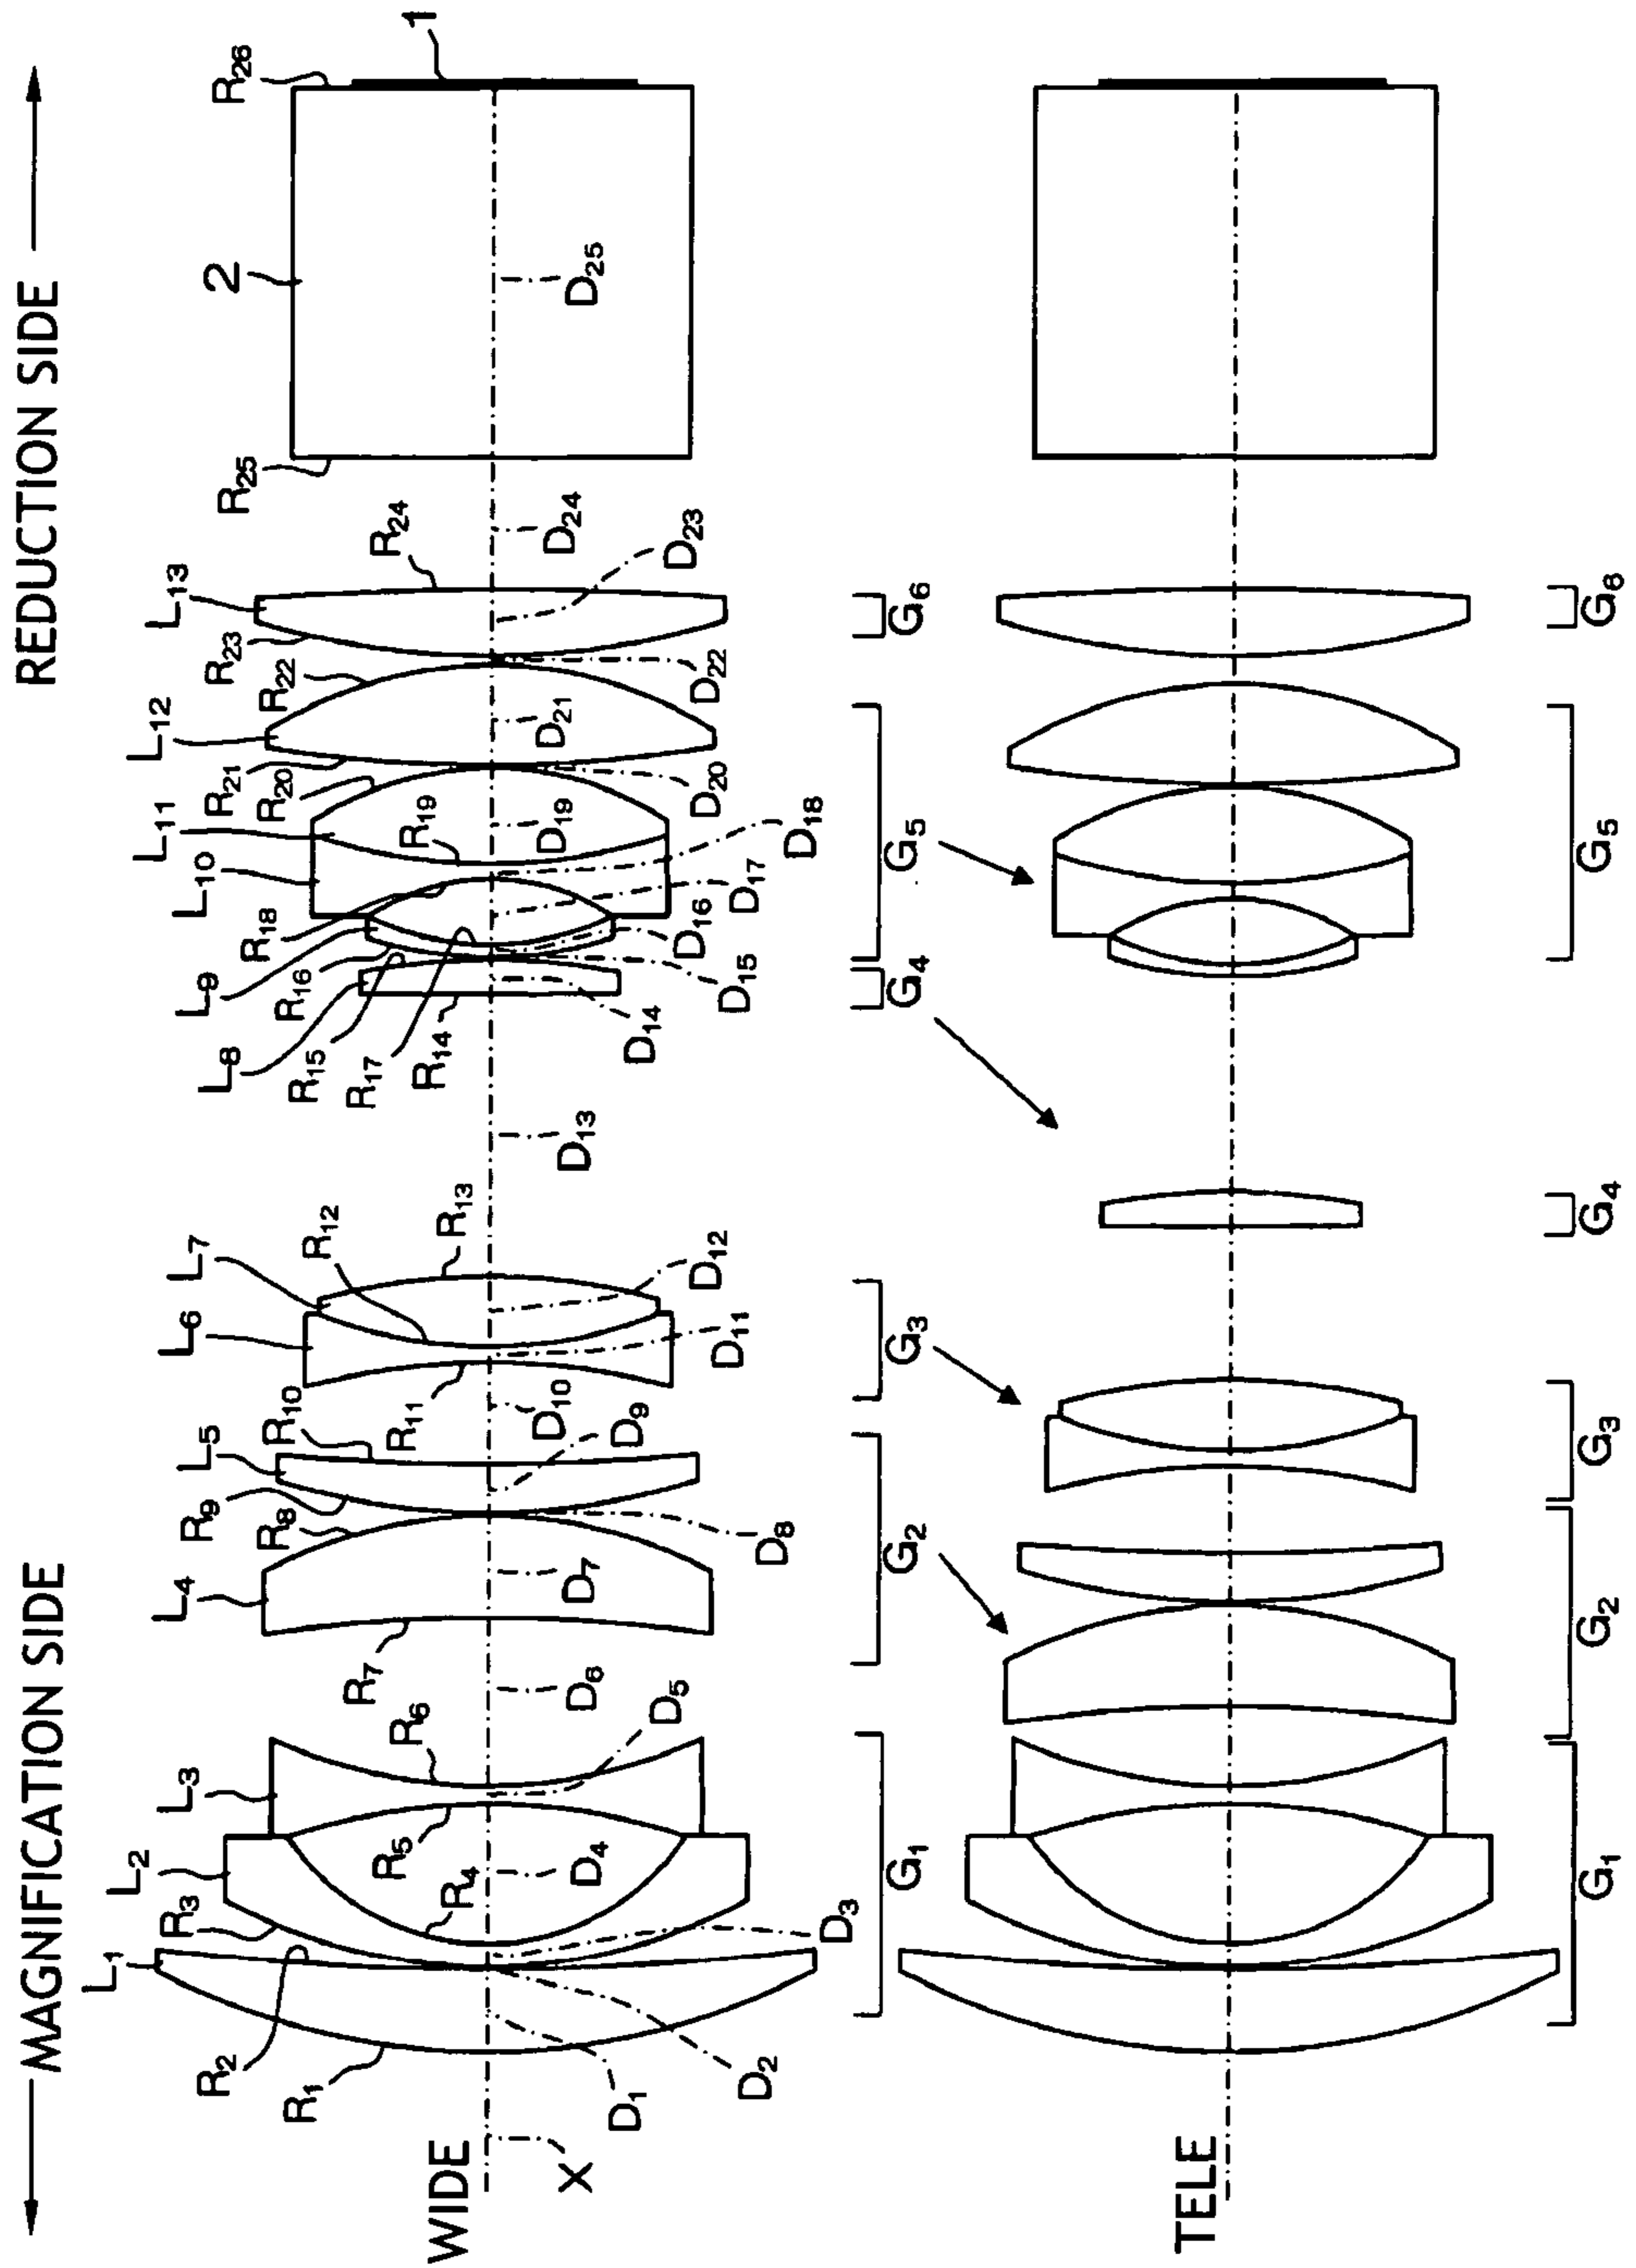 MAGNIFICATION SIDE
REDUCTION SIDE
L₁
L₂
L₃
L₄
L₅
L₆
L₇
L₈
L₉
L₁₀
L₁₁
L₁₂
L₁₃
2
1
R₁
R₂
R₃
R₄
R₅
R₆
R₇
R₈
R₉
R₁₀
R₁₁
R₁₂
R₁₃
R₁₄
R₁₅
R₁₆
R₁₇
R₁₈
R₁₉
R₂₀
R₂₁
R₂₂
R₂₃
R₂₄
R₂₅
R₂₆
WIDE
X
D₁
D₂
D₃
D₄
D₅
D₆
D₇
D₈
D₉
D₁₀
D₁₁
D₁₂
D₁₃
D₁₄
D₁₅
D₁₆
D₁₇
D₁₈
D₁₉
D₂₀
D₂₁
D₂₂
D₂₃
D₂₄
D₂₅
G₁
G₂
G₃
G₄
G₅
G₆
TELE
G₁
G₂
G₃
G₄
G₅
G₆